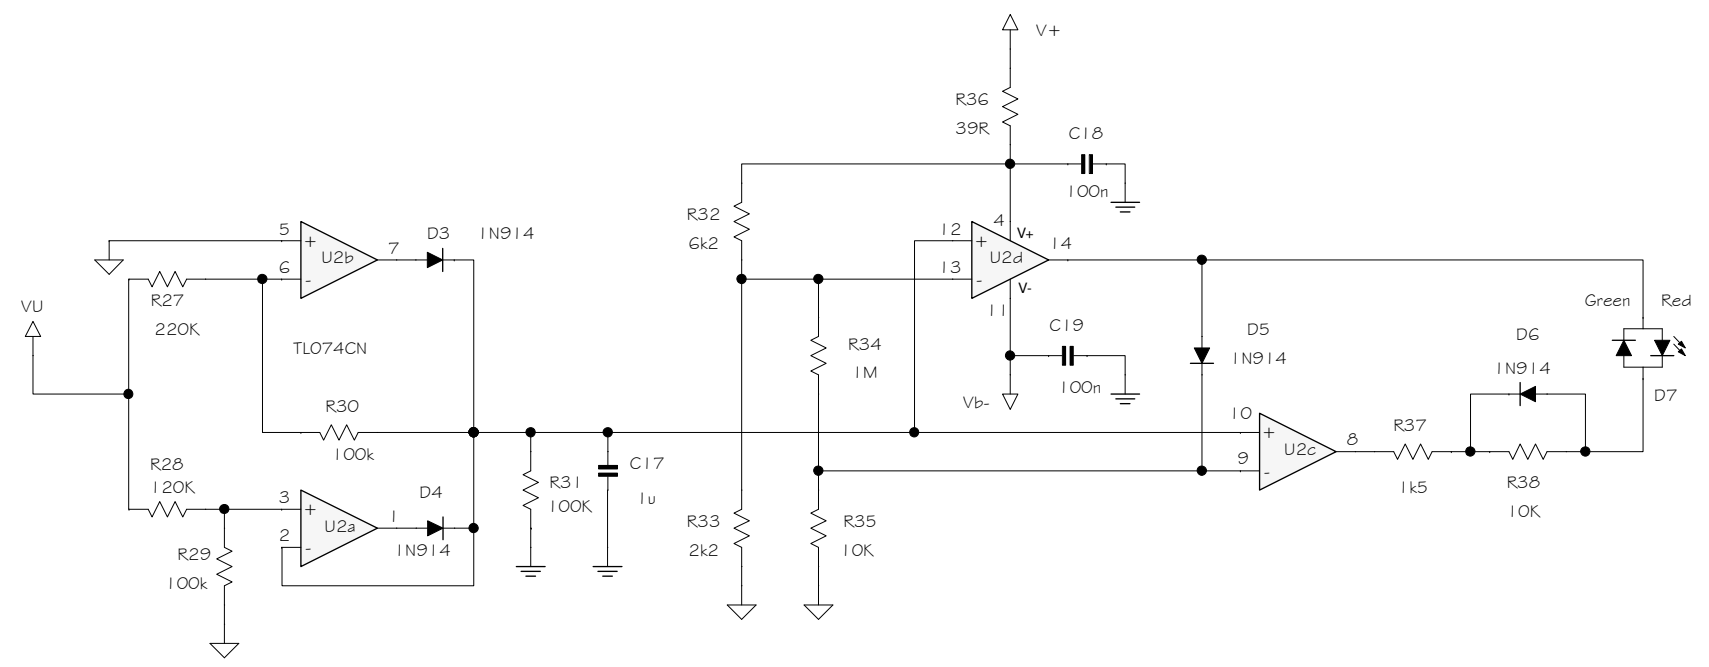 V+
R36
39R
C18
100n
R32
6k2
4
V+
12
+
U2d
14
13
-
V-
11
C19
100n
Vb-
5
+
U2b
7
D3
1N914
6
-
R27
220K
VU
TL074CN
R30
100k
R28
120K
3
+
U2a
1
D4
1N914
2
-
R29
100k
R31
100K
C17
1u
R34
1M
R33
2k2
R35
10K
D5
1N914
10
+
U2c
8
9
-
R37
1k5
D6
1N914
R38
10K
Green
Red
D7